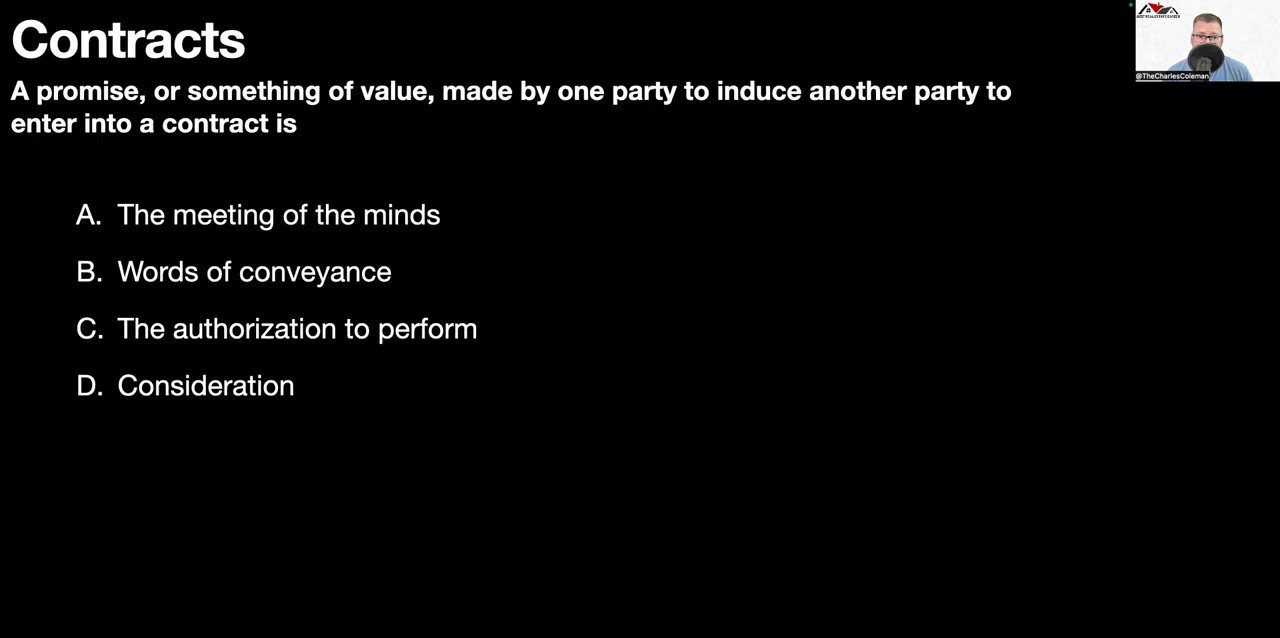 Contracts
A promise, or something of value, made by one party to induce another party to
enter into a contract is
A. The meeting of the minds
B. Words of conveyance
C. The authorization to perform
D. Consideration
@TheCharlesColeman